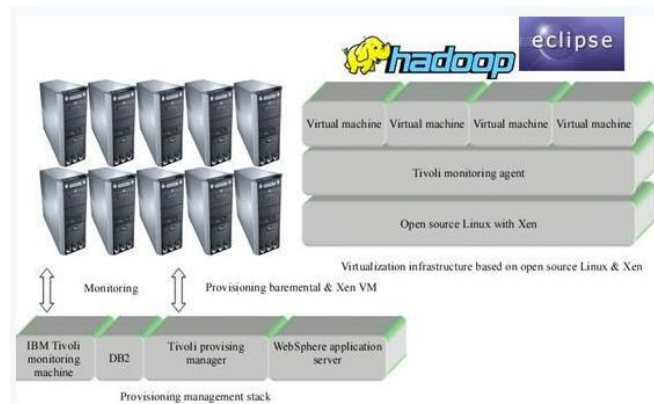 hadoop
eclipse
Virtual machine Virtual machine Virtual machine Virtual machine
Tivoli monitoring agent
Open source Linux with Xen
Virtualization infrastructure based on open source Linux & Xen
Monitoring
Provisioning baremental & Xen VM
IBM Tivoli
monitoring
machine
DB2
Tivoli provising
manager
WebSphere application
server
Provisioning management stack